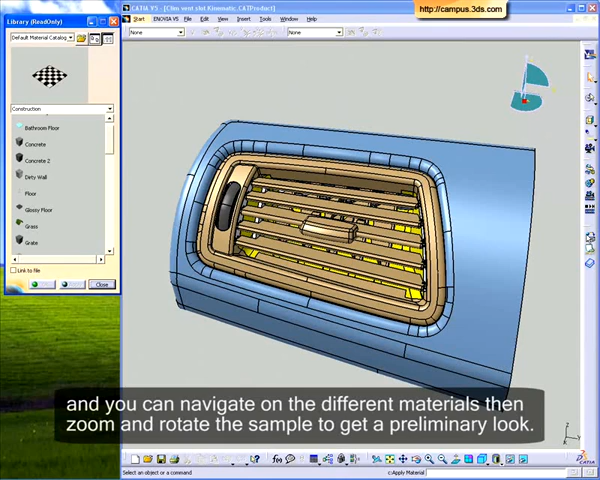 Library (ReadOnly)
Default Material Catalog
Construction
Bathroom Floor
Concrete
Concrete 2
Dirty Wall
Floor
Glossy Floor
Grass
Grate
Link to file
Close
CATIA V5 - [Clim vent slot Kinematic.CATProduct]
http://campus.3ds.com
Start
ENOVIA V5
File
Edit
View
Insert
Tools
Window
Help
None
None
and you can navigate on the different materials then
zoom and rotate the sample to get a preliminary look.
Select an object or a command
c:Apply Material
CATIA